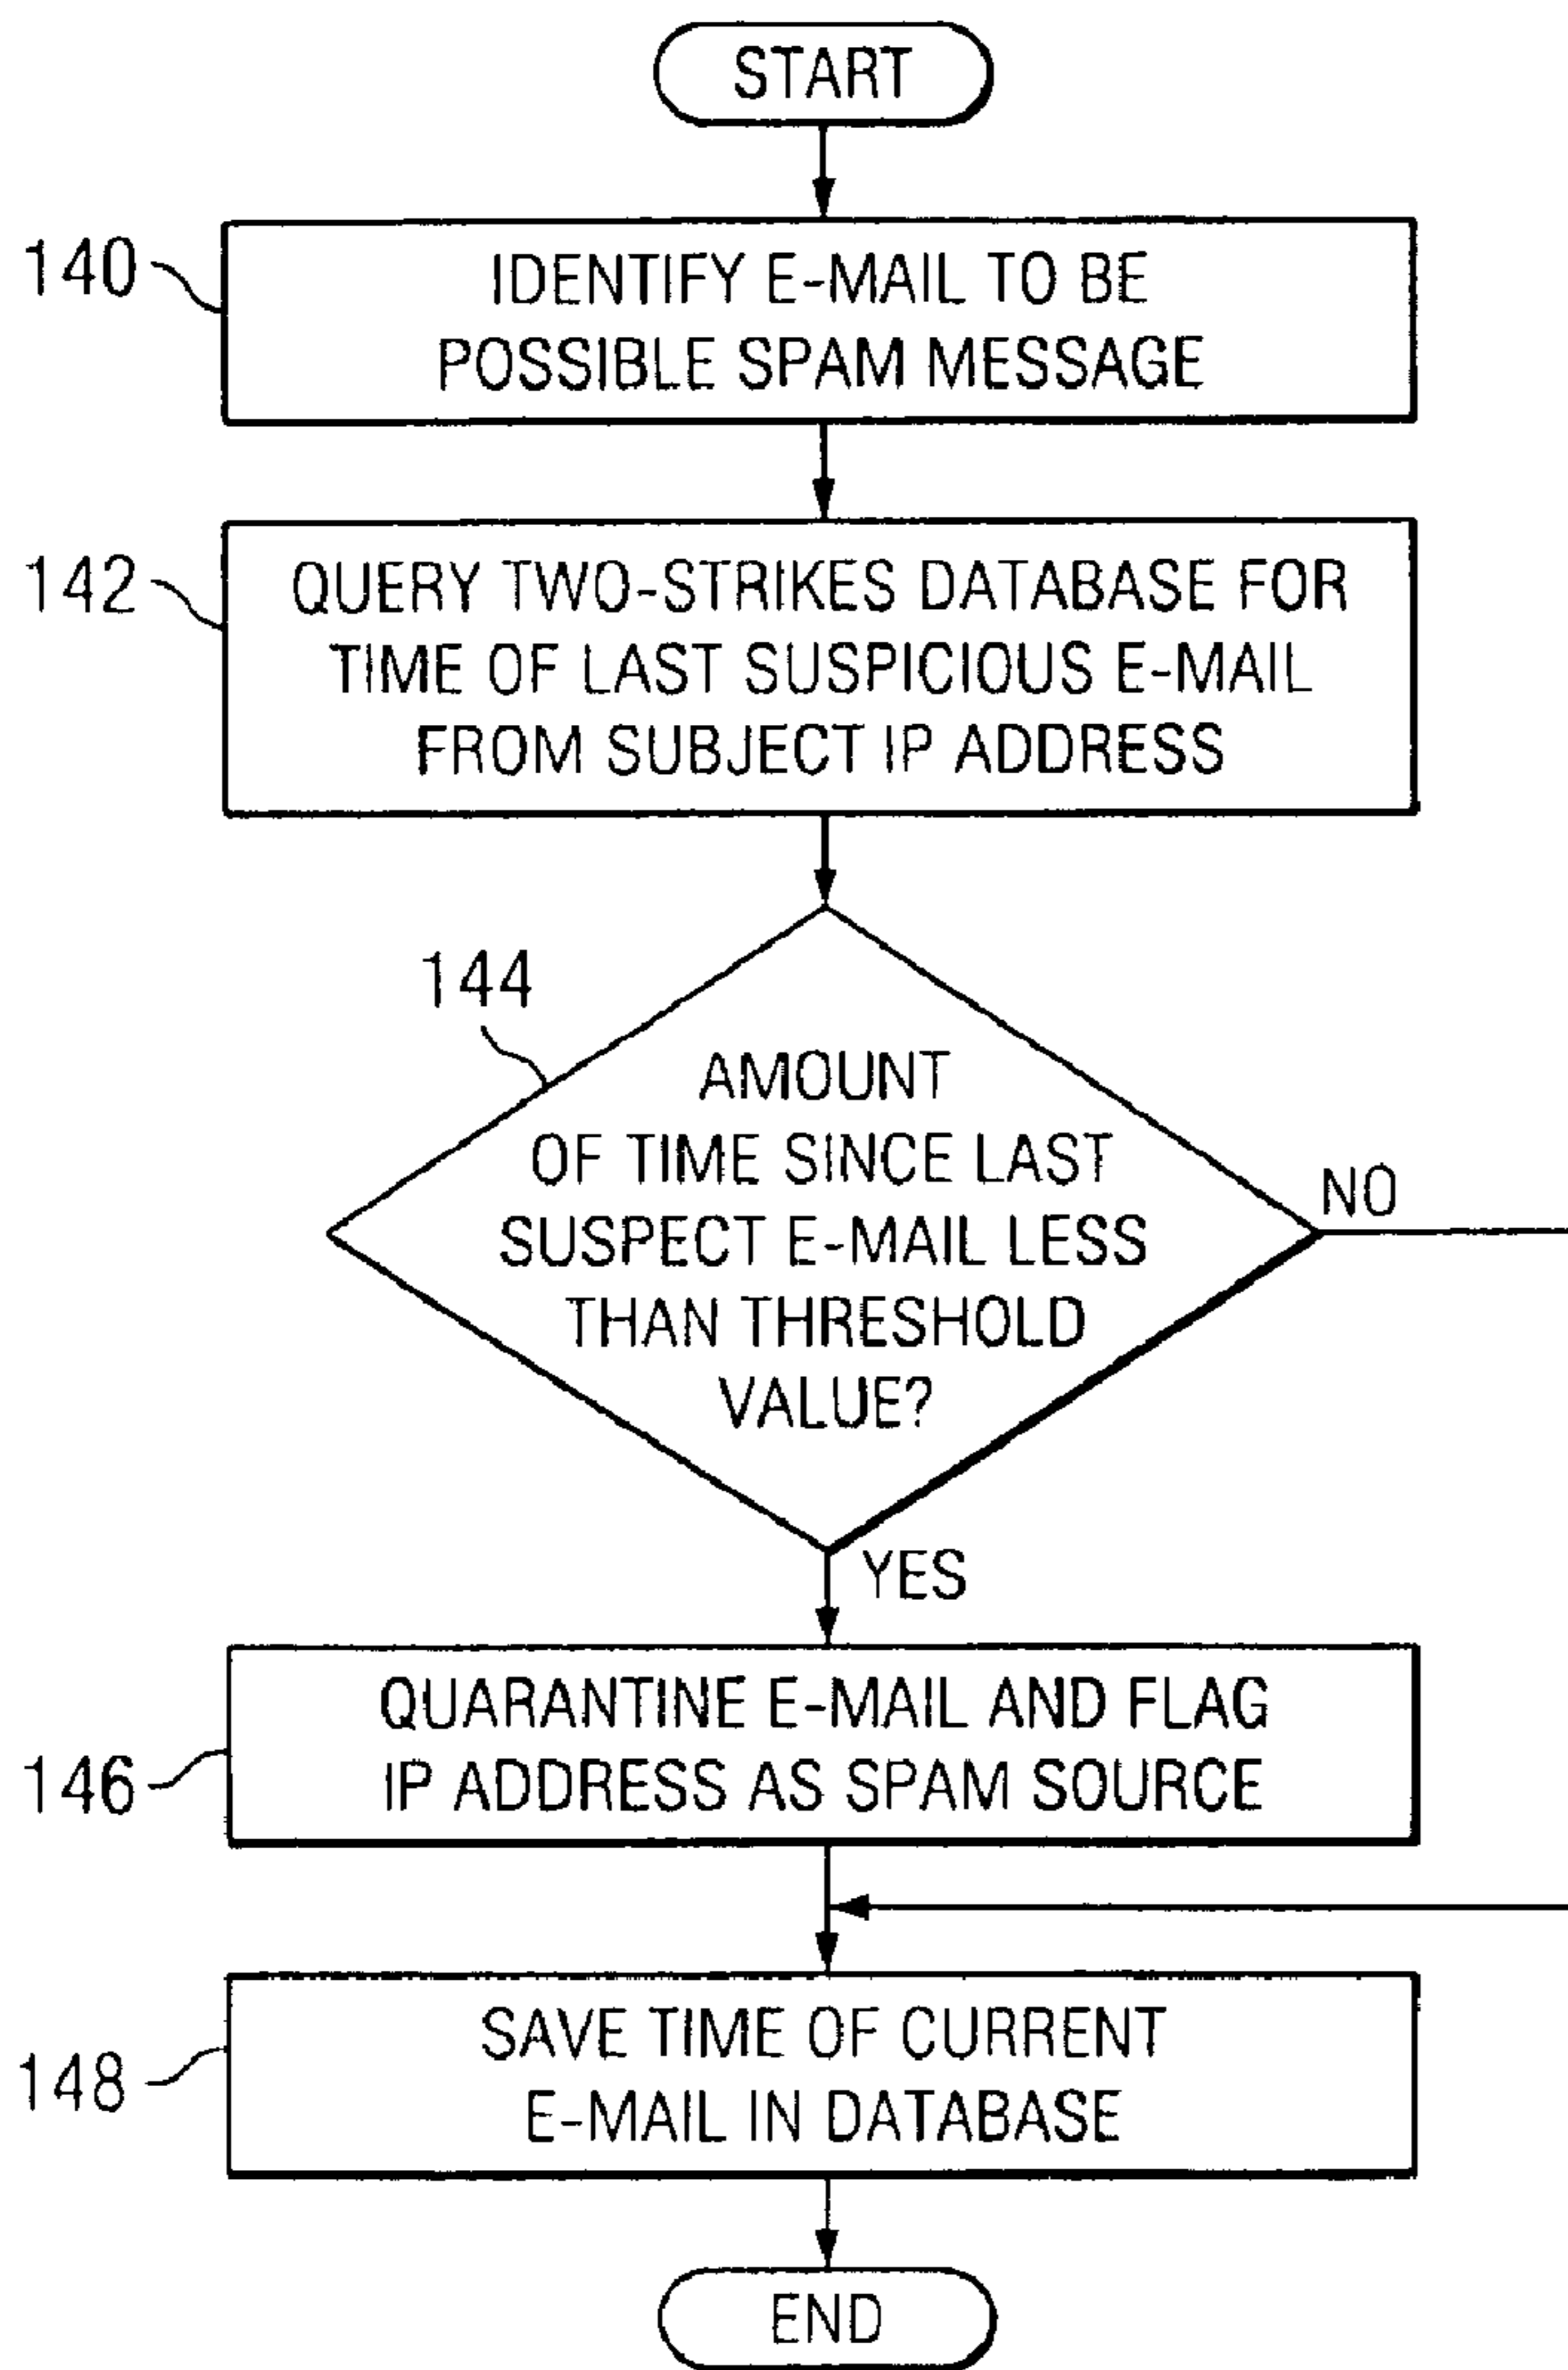 START
140
IDENTIFY E-MAIL TO BE
POSSIBLE SPAM MESSAGE
142
QUERY TWO-STRIKES DATABASE FOR
TIME OF LAST SUSPICIOUS E-MAIL
FROM SUBJECT IP ADDRESS
144
AMOUNT
OF TIME SINCE LAST
SUSPECT E-MAIL LESS
THAN THRESHOLD
VALUE?
NO
YES
146
QUARANTINE E-MAIL AND FLAG
IP ADDRESS AS SPAM SOURCE
148
SAVE TIME OF CURRENT
E-MAIL IN DATABASE
END